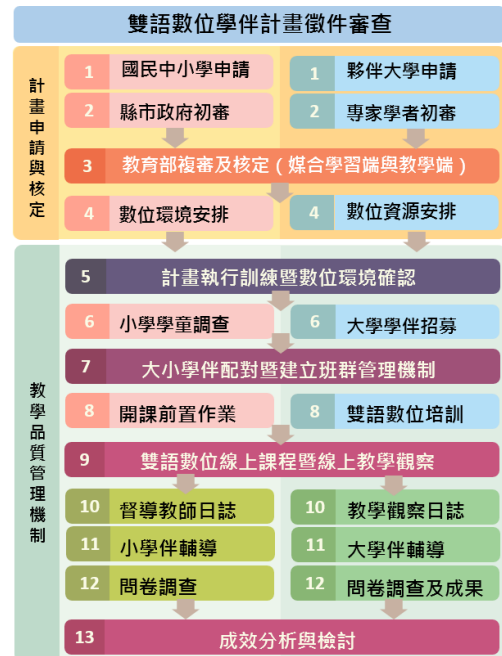 雙語數位學伴計畫徵件審查
計畫申請與核定
1 國民中小學申請
1 夥伴大學申請
2 縣市政府初審
2 專家學者初審
3 教育部複審及核定（媒合學習端與教學端）
4 數位環境安排
4 數位資源安排
教學品質管理機制
5 計畫執行訓練暨數位環境確認
6 小學學童調查
6 大學學伴招募
7 大小學伴配對暨建立班群管理機制
8 開課前置作業
8 雙語數位培訓
9 雙語數位線上課程暨線上教學觀察
10 督導教師日誌
10 教學觀察日誌
11 小學伴輔導
11 大學伴輔導
12 問卷調查
12 問卷調查及成果
13 成效分析與檢討